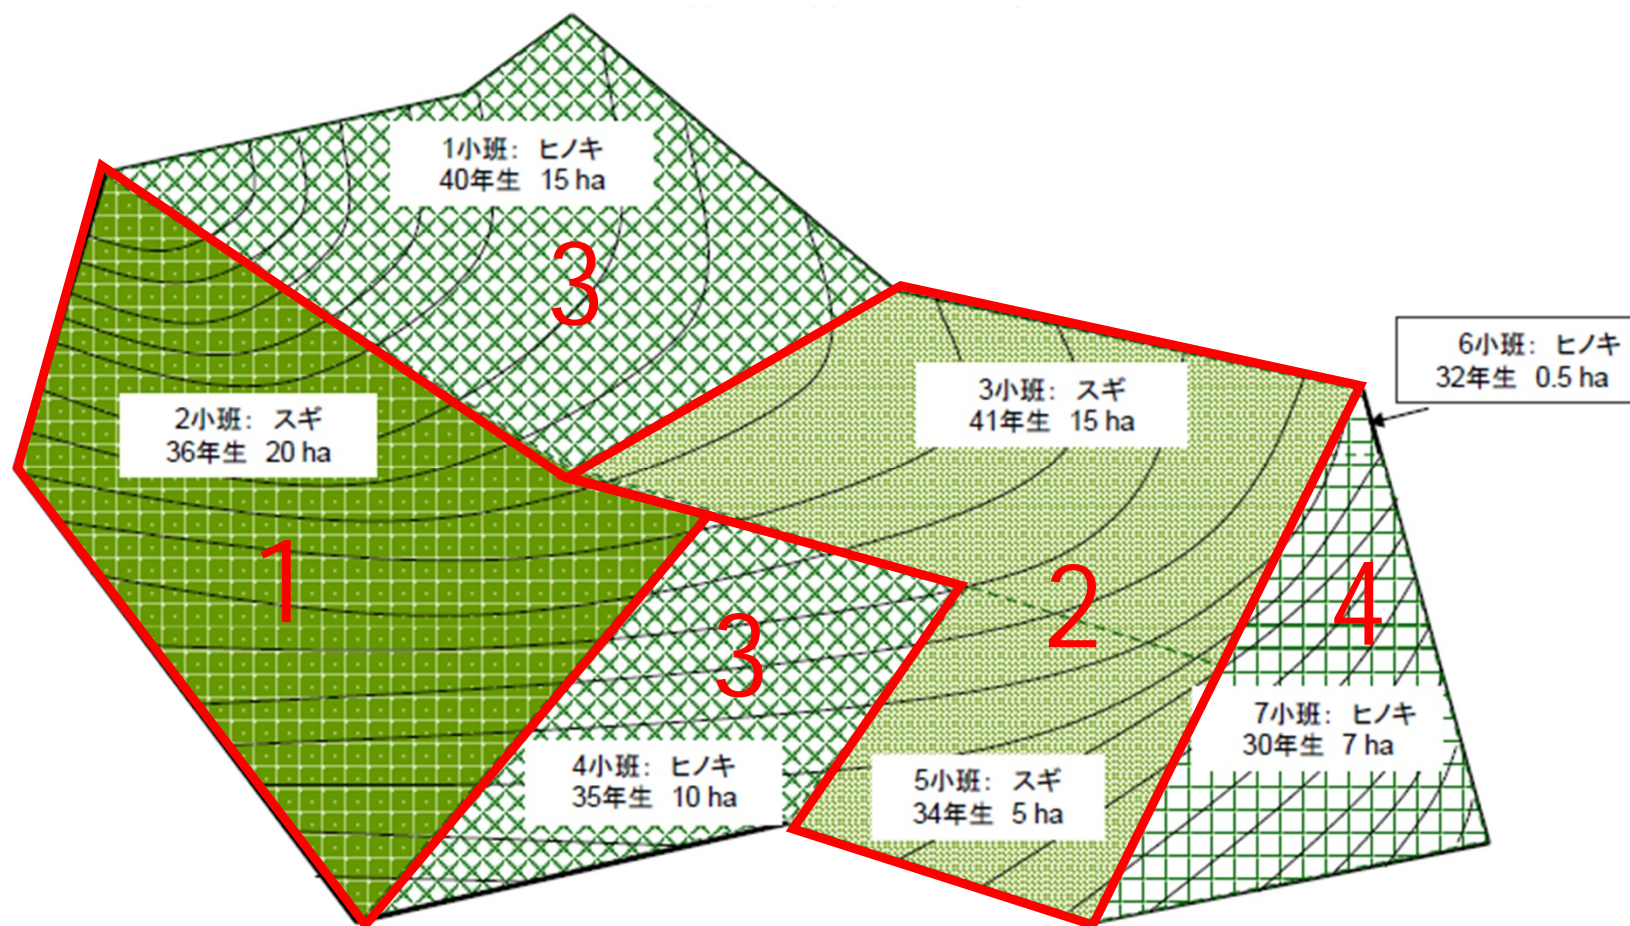 1小班： ヒノキ
40年生 15 ha
3
6小班： ヒノキ
32年生 0.5 ha
3小班： スギ
41年生 15 ha
2小班： スギ
36年生 20 ha
1
3
2
4
7小班： ヒノキ
30年生 7 ha
4小班： ヒノキ
35年生 10 ha
5小班： スギ
34年生 5 ha